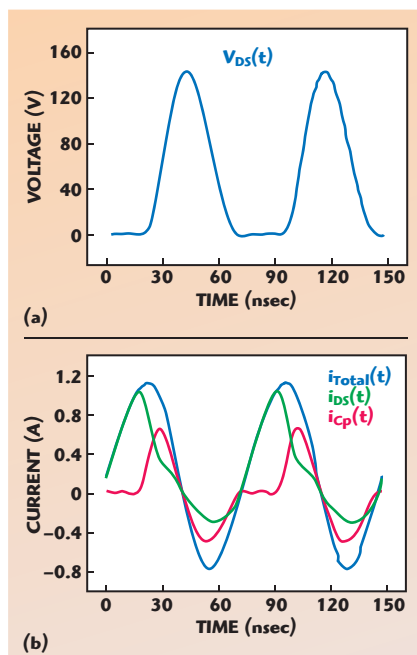 V_DS(t)
160
120
80
40
0
VOLTAGE (V)
0 30 60 90 120 150
TIME (nsec)
(a)
i_Total(t)
i_DS(t)
i_Cp(t)
1.2
0.8
0.4
0
−0.4
−0.8
CURRENT (A)
0 30 60 90 120 150
TIME (nsec)
(b)